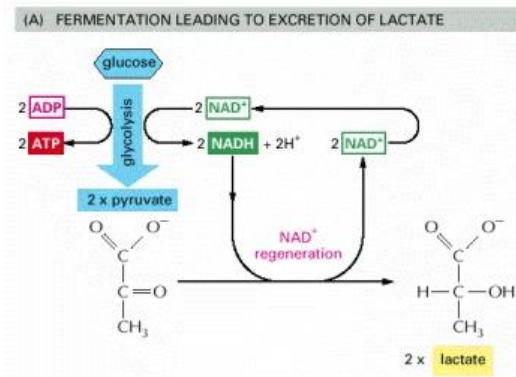 (A) FERMENTATION LEADING TO EXCRETION OF LACTATE
glucose
2 ADP
2 NAD⁺
glycolysis
2 ATP
2 NADH + 2H⁺
2 NAD⁺
2 x pyruvate
NAD⁺
regeneration
O O⁻
C
C=O
CH₃
O O⁻
C
H—C—OH
CH₃
2 x lactate